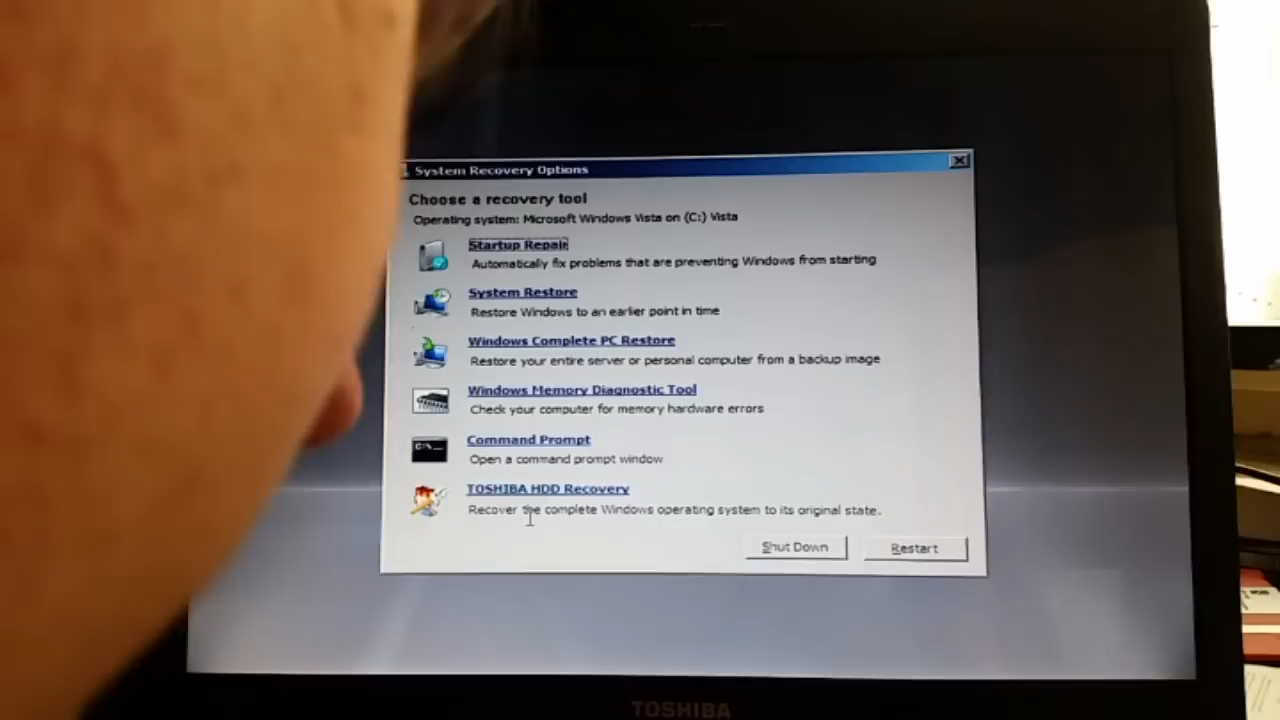 System Recovery Options
Choose a recovery tool
Operating system: Microsoft Windows Vista on (C:) Vista
Startup Repair
Automatically fix problems that are preventing Windows from starting
System Restore
Restore Windows to an earlier point in time
Windows Complete PC Restore
Restore your entire server or personal computer from a backup image
Windows Memory Diagnostic Tool
Check your computer for memory hardware errors
Command Prompt
Open a command prompt window
TOSHIBA HDD Recovery
Recover the complete Windows operating system to its original state.
Shut Down
Restart
TOSHIBA